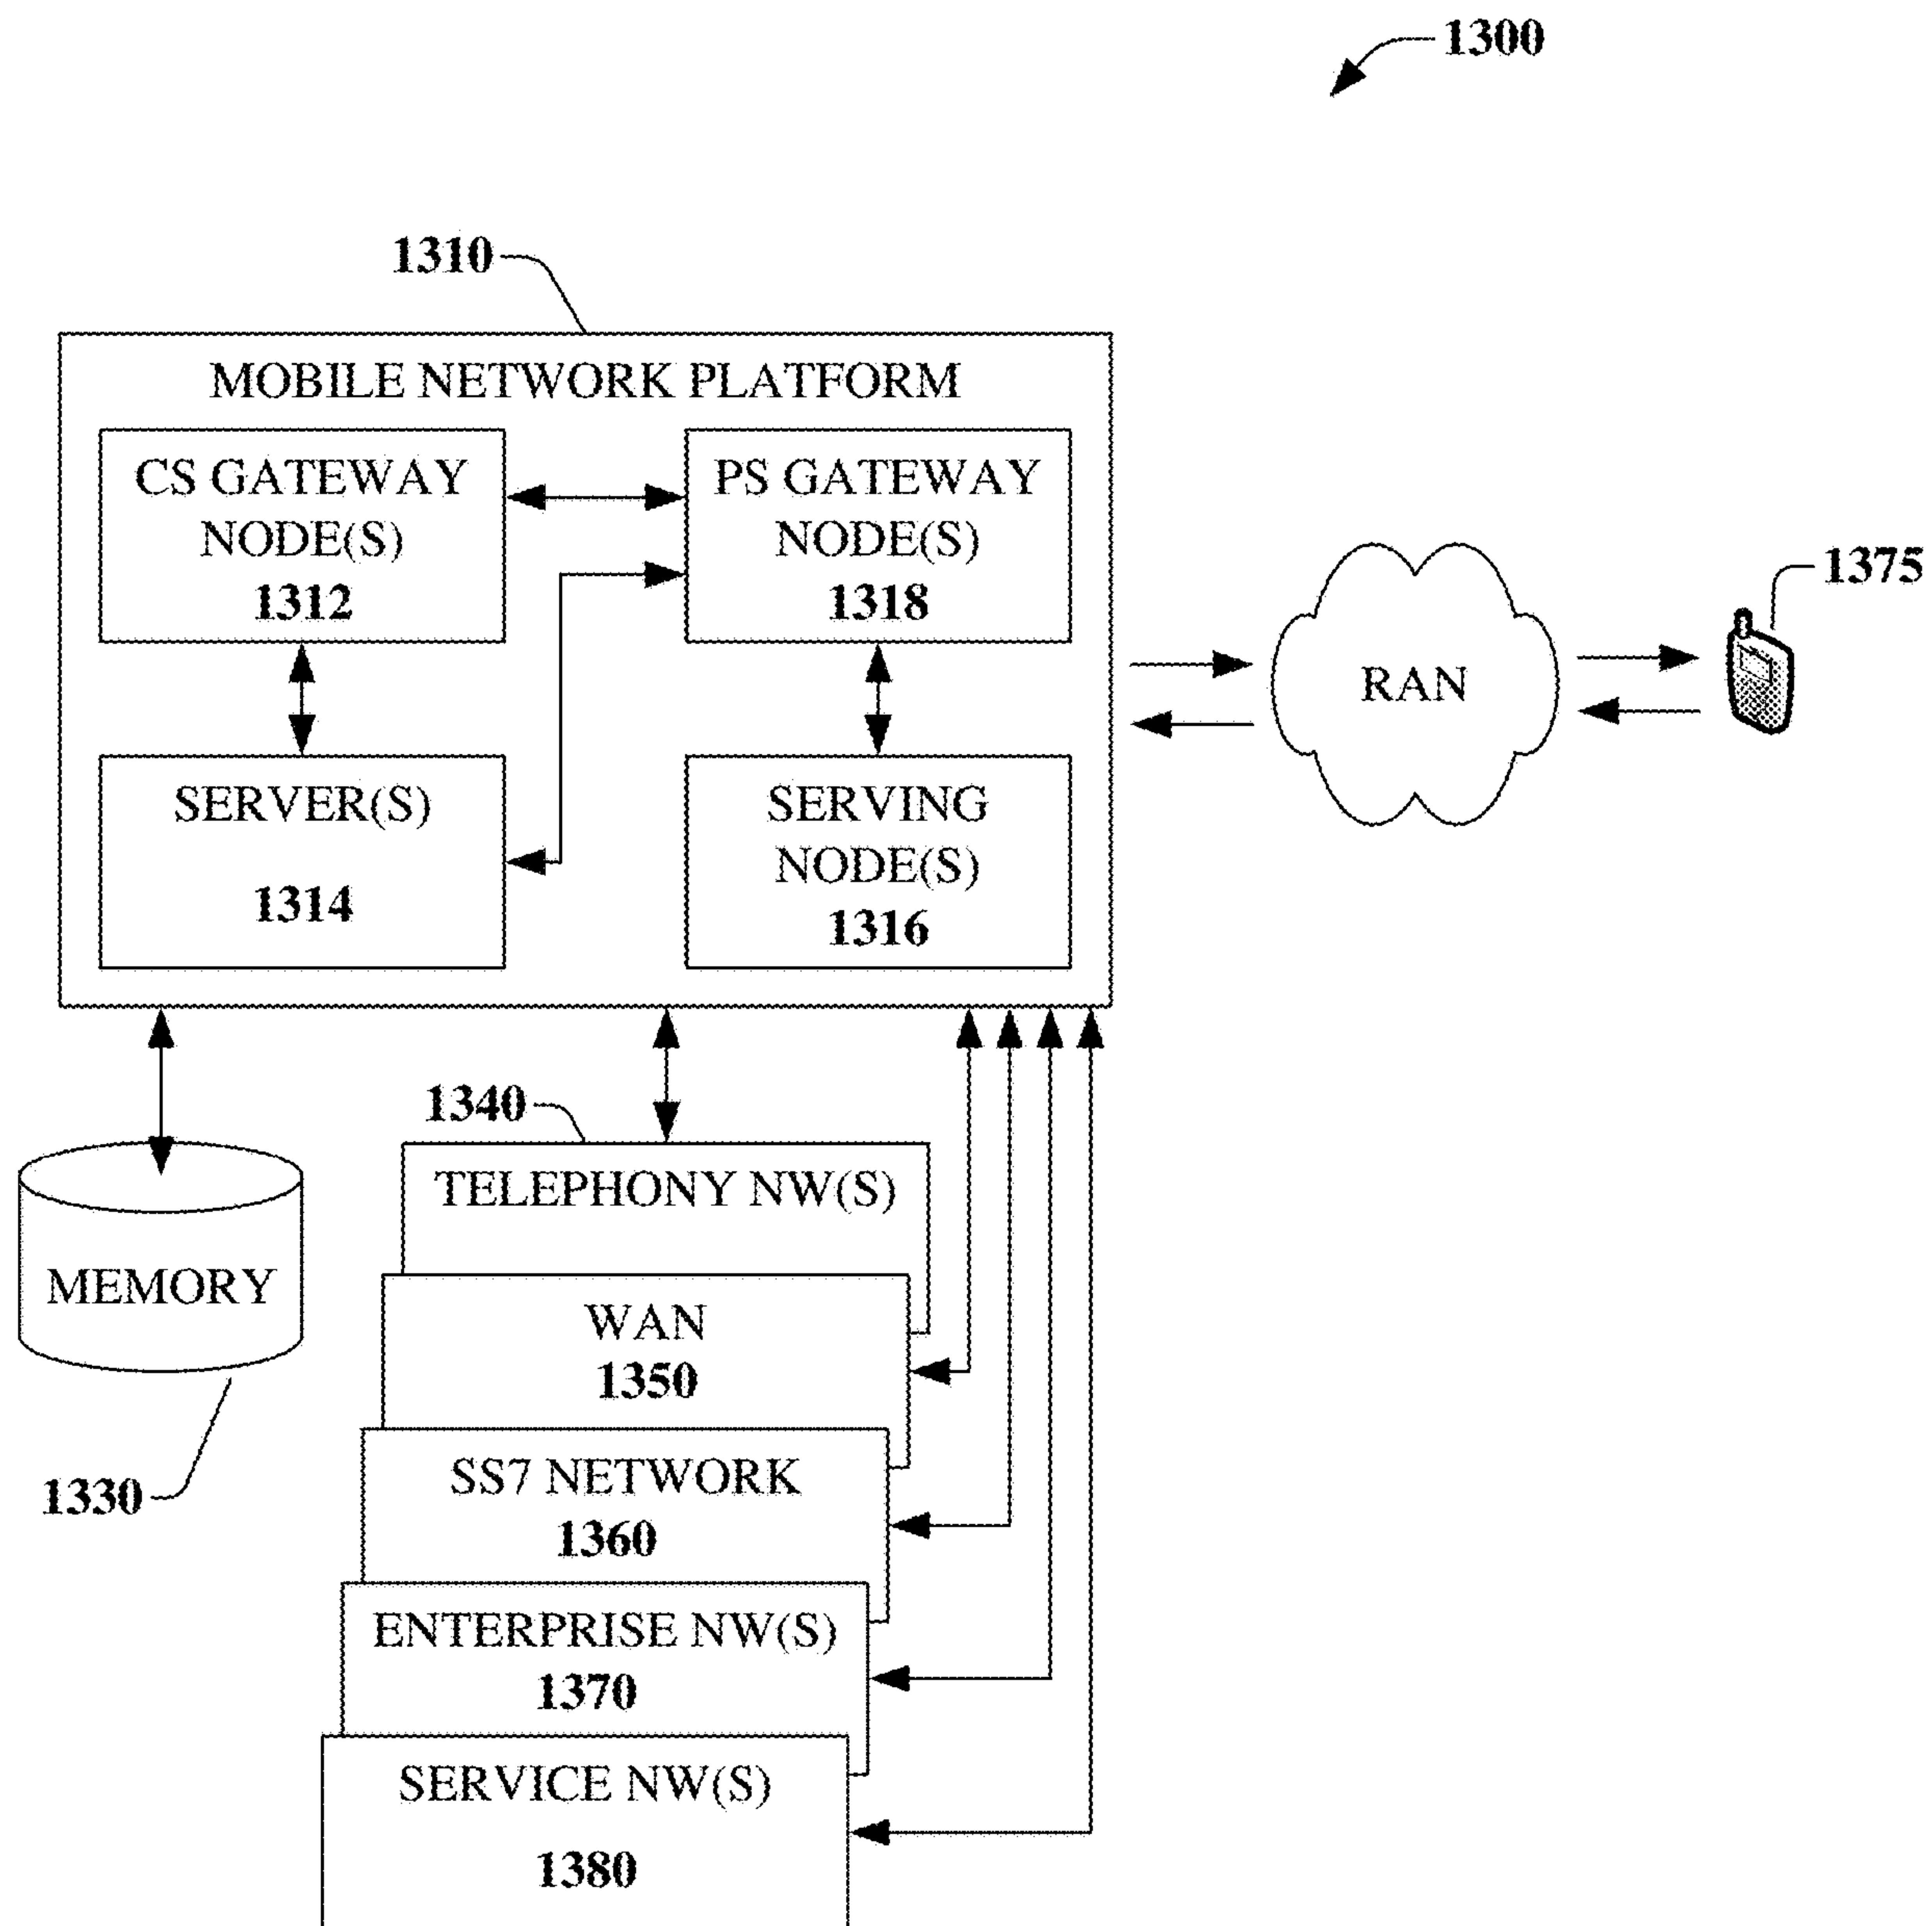 1300
1310
MOBILE NETWORK PLATFORM
CS GATEWAY
NODE(S)
1312
PS GATEWAY
NODE(S)
1318
SERVER(S)
1314
SERVING
NODE(S)
1316
RAN
1375
1340
TELEPHONY NW(S)
MEMORY
1330
WAN
1350
SS7 NETWORK
1360
ENTERPRISE NW(S)
1370
SERVICE NW(S)
1380